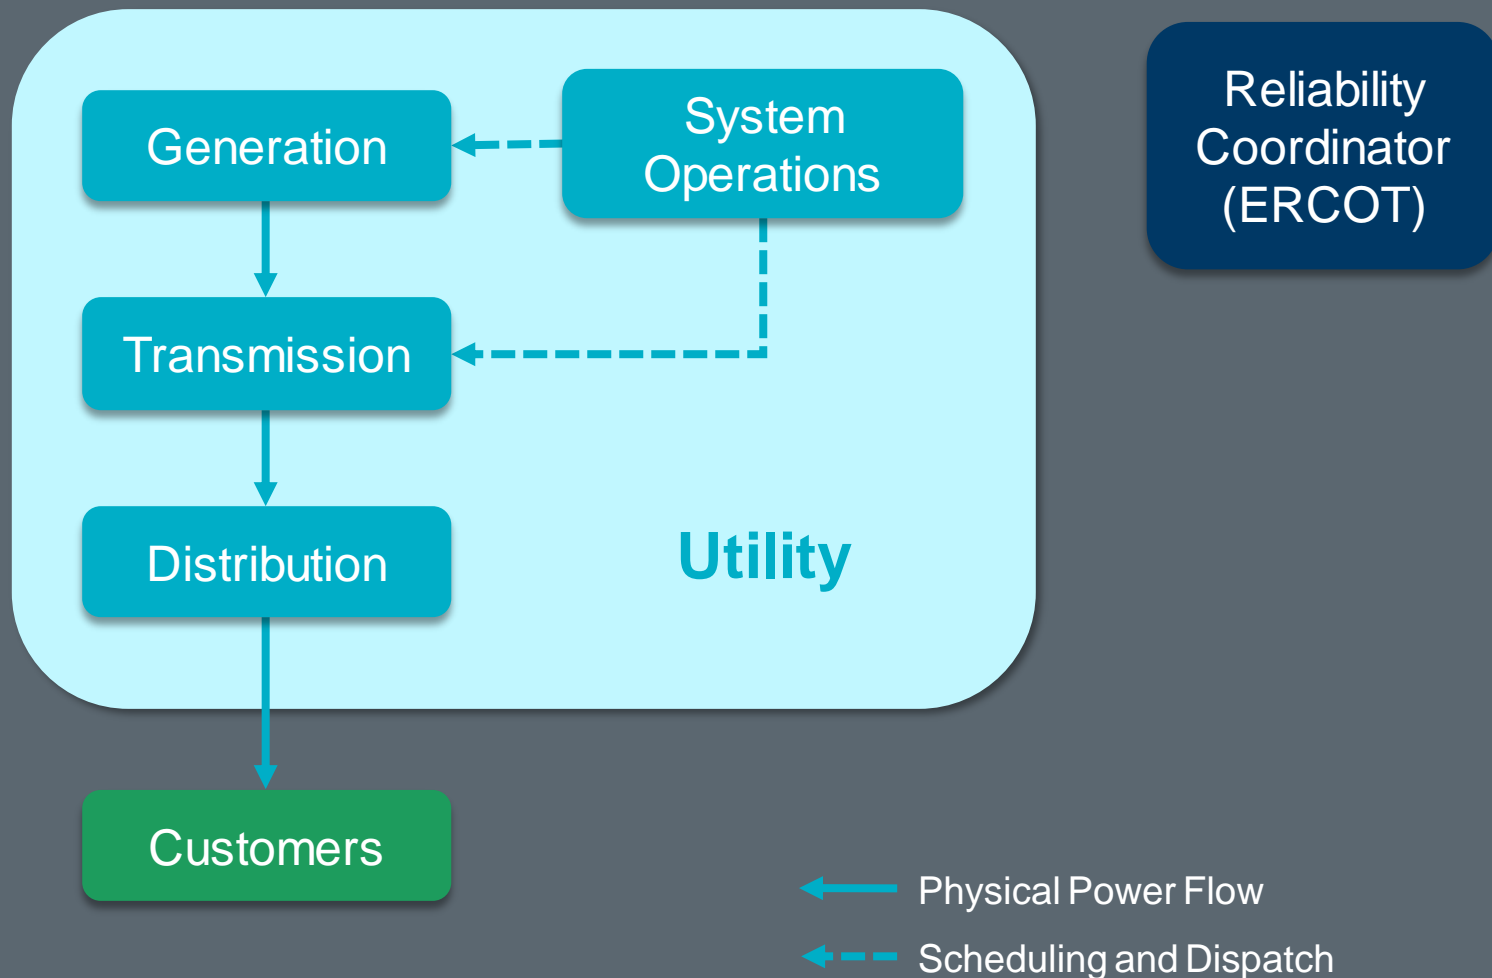 Generation
System
Operations
Reliability
Coordinator
(ERCOT)
Transmission
Distribution
Utility
Customers
Physical Power Flow
Scheduling and Dispatch